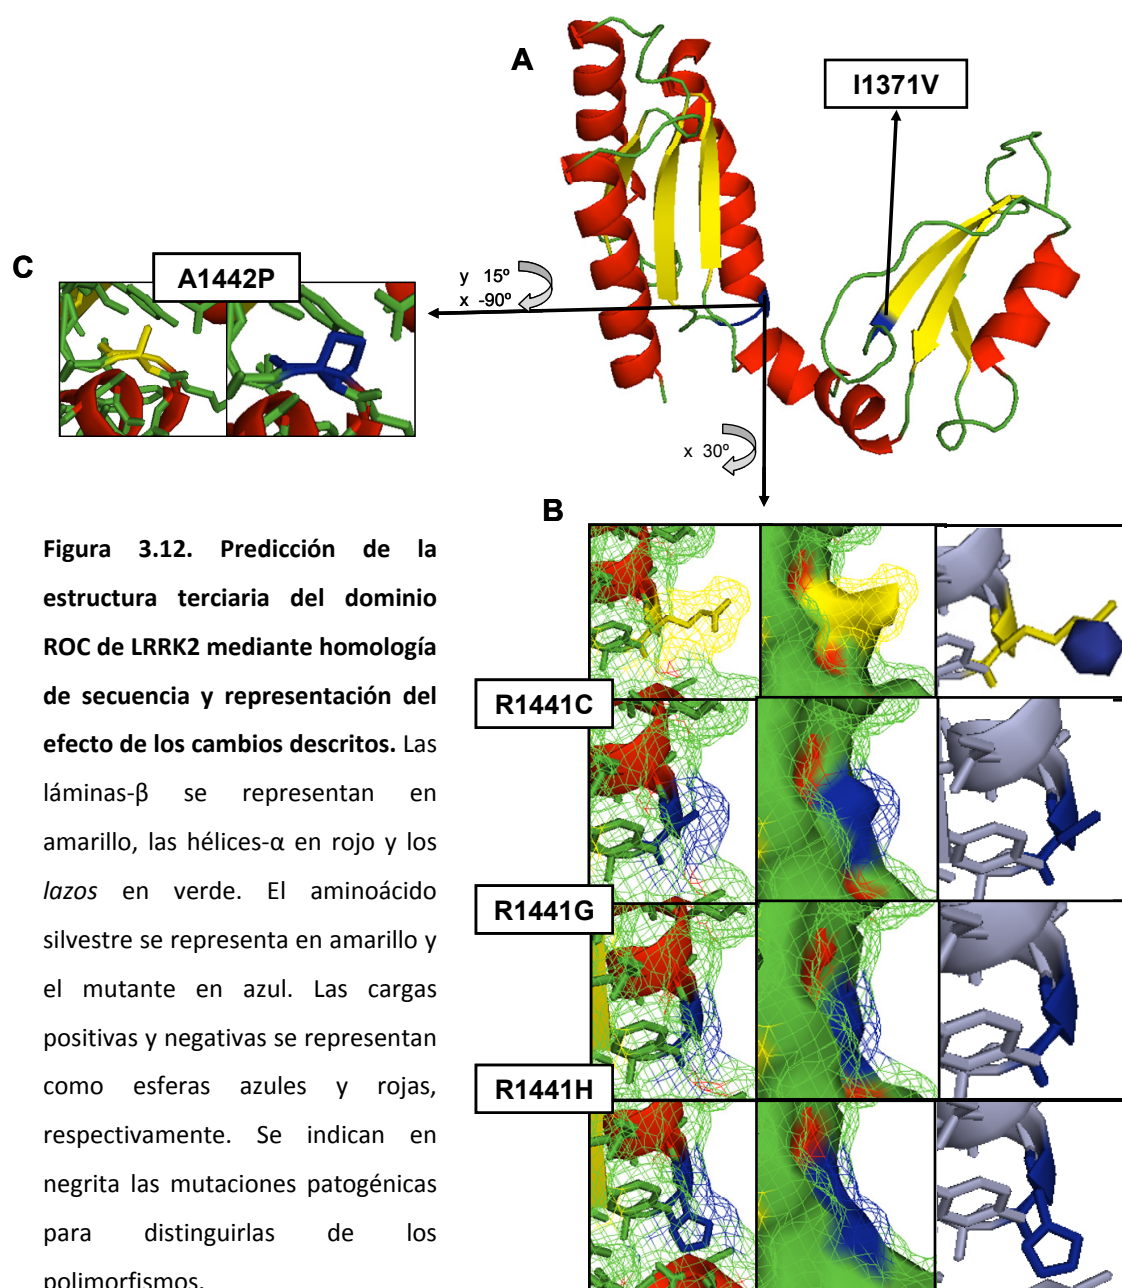 A
I1371V
C
A1442P
y 15º
x -90º
x 30º
B
Figura 3.12. Predicción de la
estructura terciaria del dominio
ROC de LRRK2 mediante homología
de secuencia y representación del
efecto de los cambios descritos. Las
láminas-β se representan en
amarillo, las hélices-α en rojo y los
lazos en verde. El aminoácido
silvestre se representa en amarillo y
el mutante en azul. Las cargas
positivas y negativas se representan
como esferas azules y rojas,
respectivamente. Se indican en
negrita las mutaciones patogénicas
para distinguirlas de los
polimorfismos.
R1441C
R1441G
R1441H